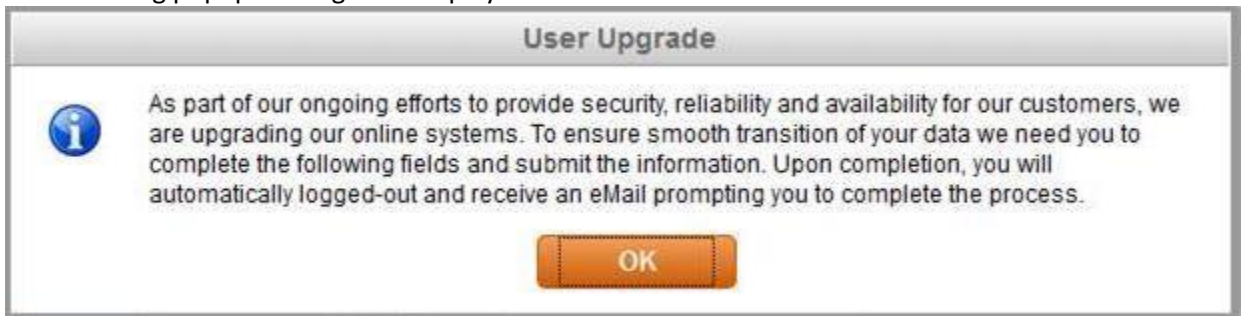 User Upgrade
As part of our ongoing efforts to provide security, reliability and availability for our customers, we
are upgrading our online systems. To ensure smooth transition of your data we need you to
complete the following fields and submit the information. Upon completion, you will
automatically logged-out and receive an eMail prompting you to complete the process.
OK